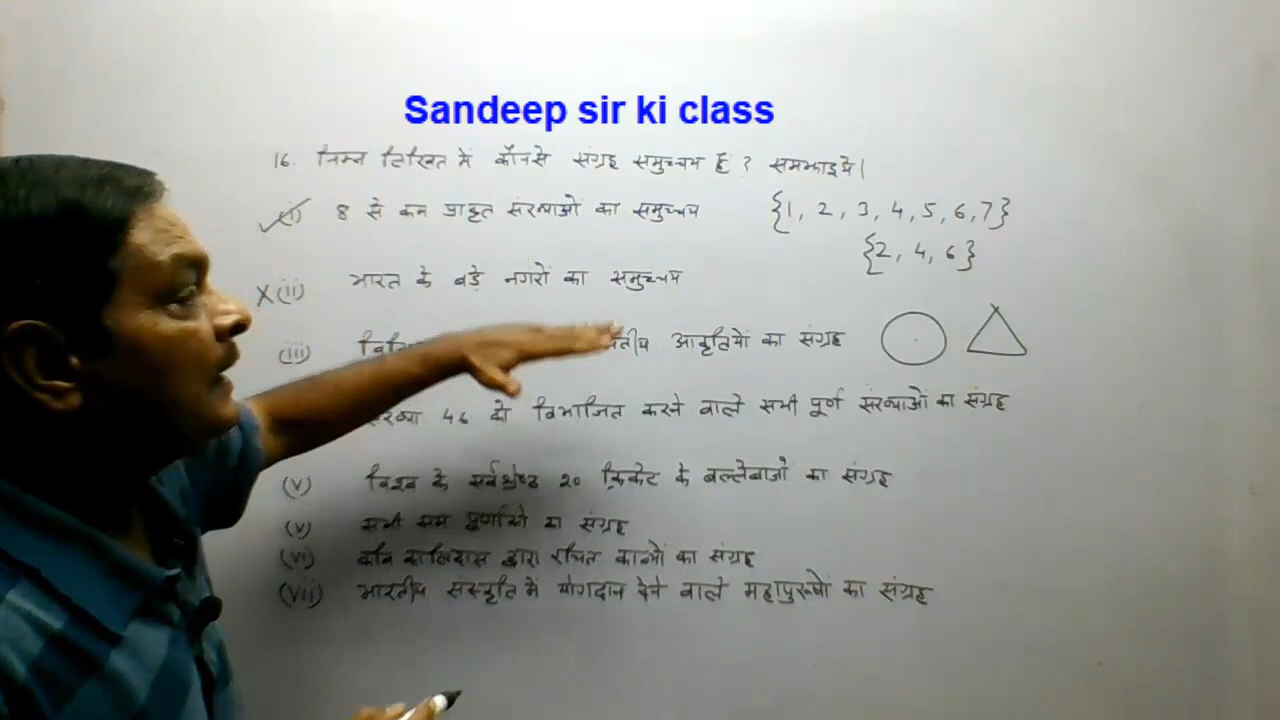 Sandeep sir ki class
16. निम्न लिखित में कौनसे संग्रह समुच्चय हैं ? समझाइये।
(i) 8 से कम प्राकृत संख्याओं का समुच्चय {1, 2, 3, 4, 5, 6, 7}
{2, 4, 6}
X (ii) भारत के बड़े नगरों का समुच्चय
(iii) आकृतियों का संग्रह
46 को विभाजित करने वाले सभी पूर्ण संख्याओं का संग्रह
(v) विश्व के सर्वश्रेष्ठ 20 क्रिकेट के बल्लेबाजों का संग्रह
(v) सभी सम पूर्णांकों का संग्रह
(vi) कवि कालिदास द्वारा रचित काव्यों का संग्रह
(vii) भारतीय संस्कृति में योगदान देने वाले महापुरुषों का संग्रह